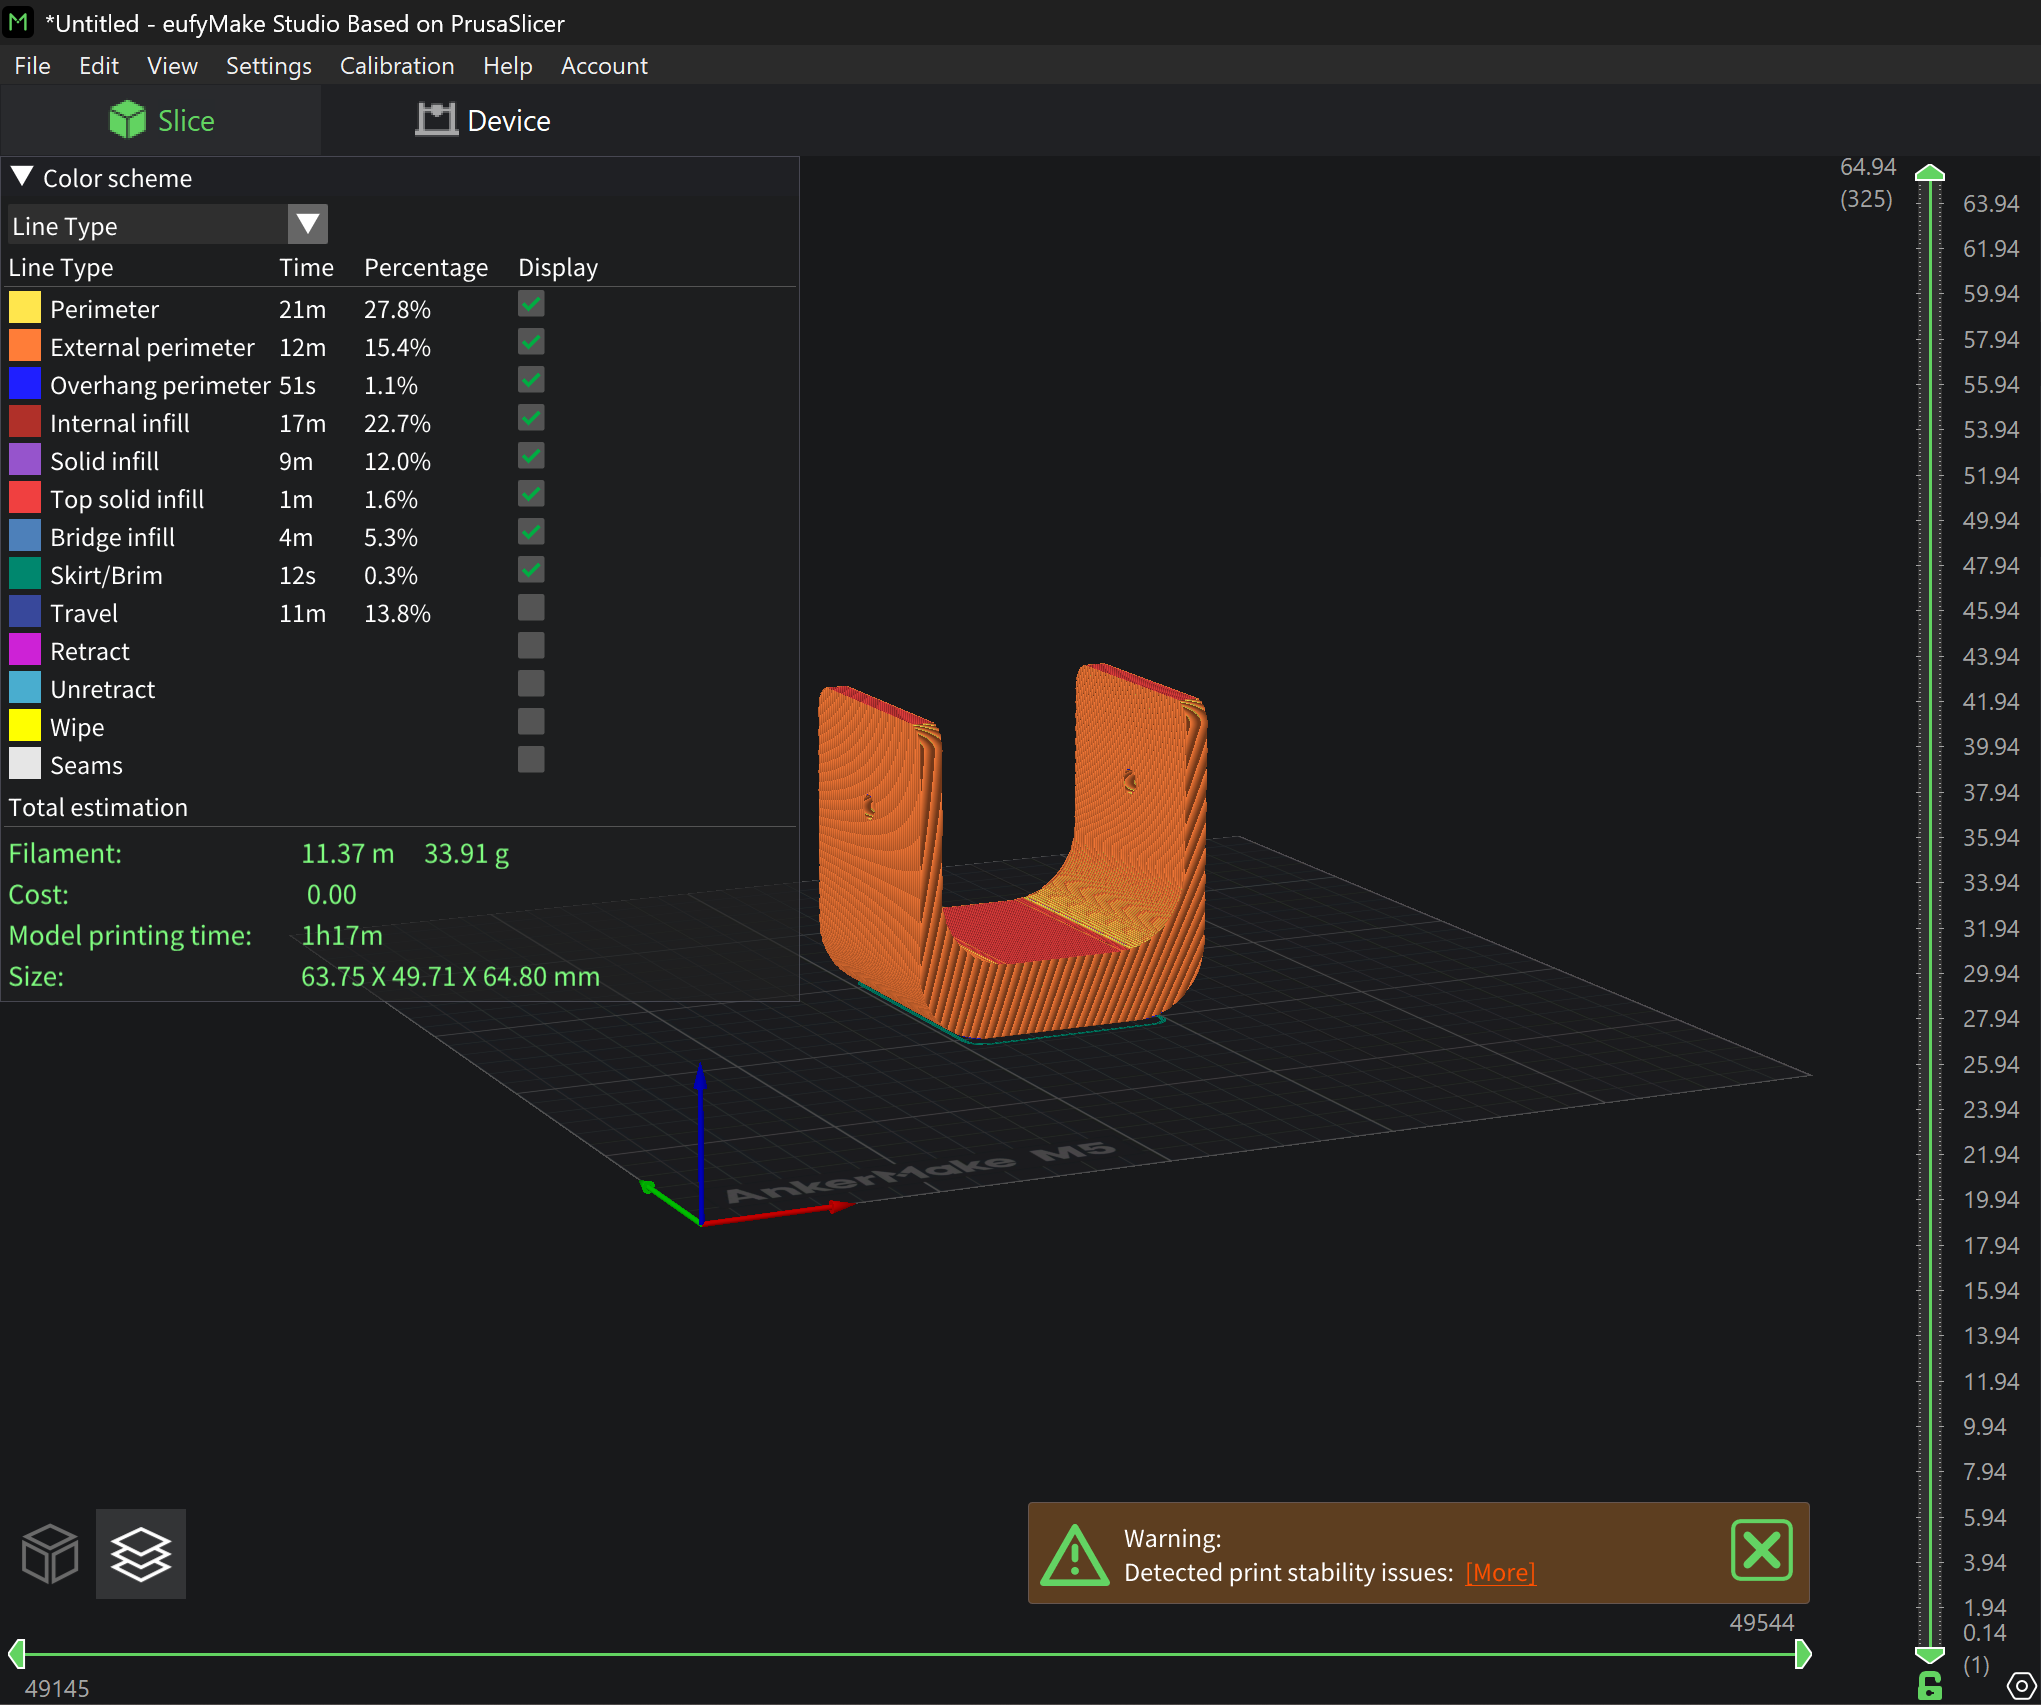 *Untitled - eufyMake Studio Based on PrusaSlicer
File Edit View Settings Calibration Help Account
Slice Device
Color scheme
Line Type
Line Type Time Percentage Display
Perimeter 21m 27.8%
External perimeter 12m 15.4%
Overhang perimeter 51s 1.1%
Internal infill 17m 22.7%
Solid infill 9m 12.0%
Top solid infill 1m 1.6%
Bridge infill 4m 5.3%
Skirt/Brim 12s 0.3%
Travel 11m 13.8%
Retract
Unretract
Wipe
Seams
Total estimation
Filament: 11.37 m 33.91 g
Cost: 0.00
Model printing time: 1h17m
Size: 63.75 X 49.71 X 64.80 mm
64.94
(325)
63.94
61.94
59.94
57.94
55.94
53.94
51.94
49.94
47.94
45.94
43.94
41.94
39.94
37.94
35.94
33.94
31.94
29.94
27.94
25.94
23.94
21.94
19.94
17.94
15.94
13.94
11.94
9.94
7.94
5.94
3.94
1.94
0.14
(1)
AnkerMake M5
Warning:
Detected print stability issues: [More]
49544
49145